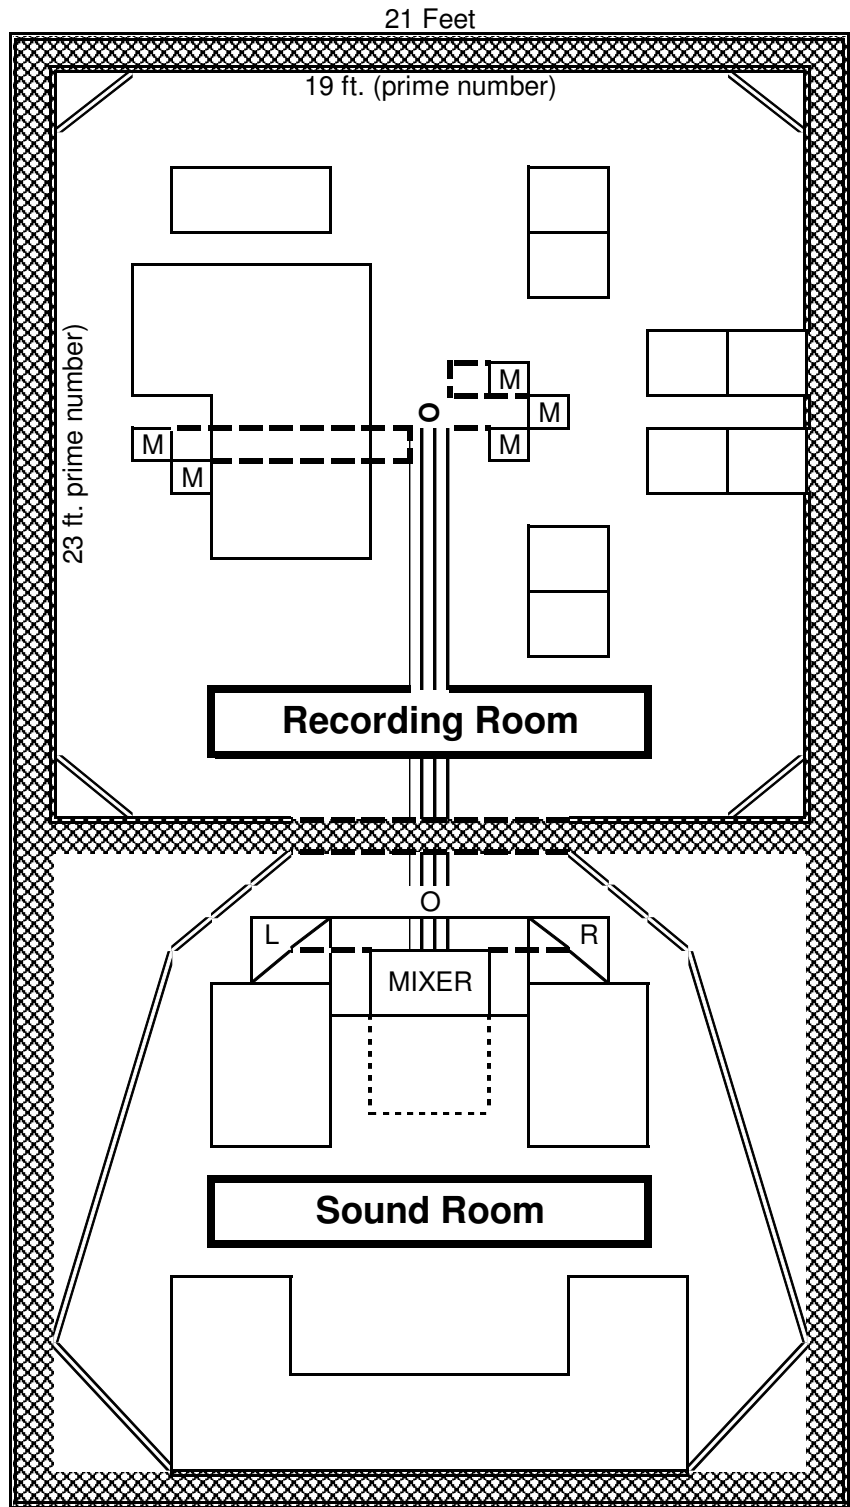 21 Feet
19 ft. (prime number)
23 ft. prime number)
M
O
M
M
M
M
Recording Room
O
L
R
MIXER
Sound Room